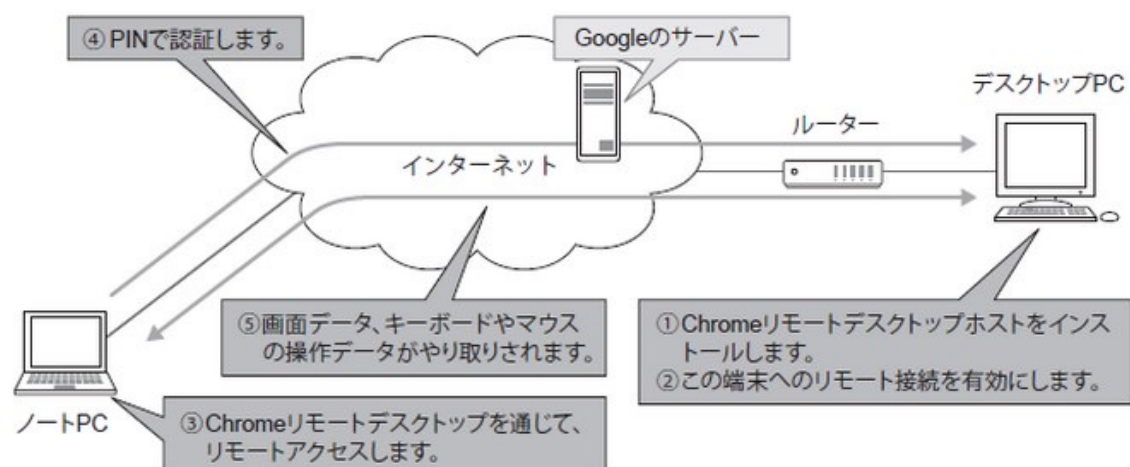 ④ PINで認証します。
Googleのサーバー
デスクトップPC
ルーター
インターネット
⑤画面データ、キーボードやマウス
の操作データがやり取りされます。
①Chromeリモートデスクトップホストをインス
トールします。
②この端末へのリモート接続を有効にします。
ノートPC
③Chromeリモートデスクトップを通じて、
リモートアクセスします。